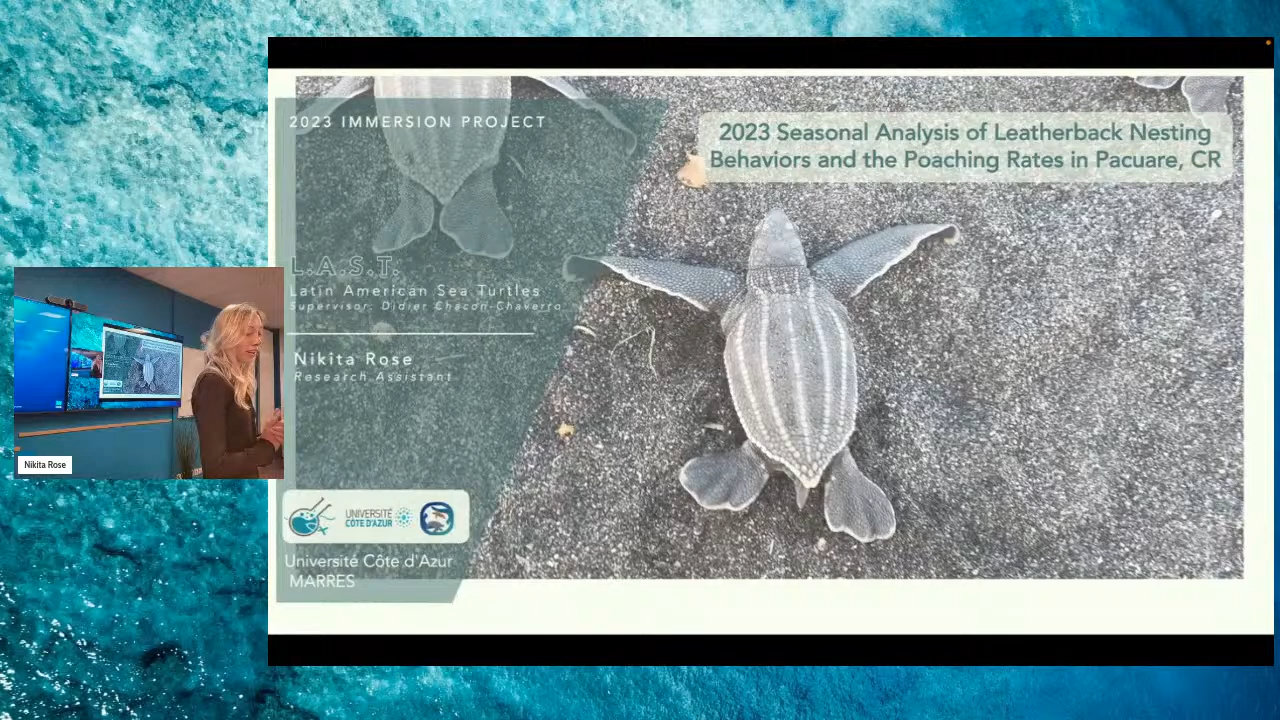 2023 IMMERSION PROJECT
2023 Seasonal Analysis of Leatherback Nesting
Behaviors and the Poaching Rates in Pacuare, CR
L.A.S.T.
Latin American Sea Turtles
Supervisor: Didier Chacon-Chaverro
Nikita Rose
Research Assistant
Nikita Rose
UNIVERSITÉ
CÔTE D'AZUR
Université Côte d'Azur
MARRES